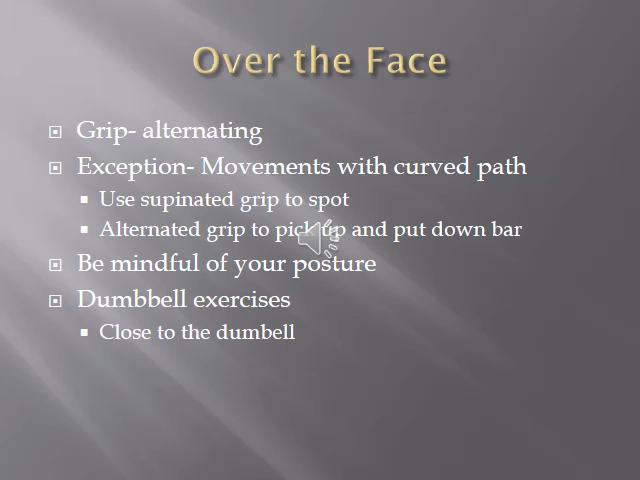 Over the Face
Grip- alternating
Exception- Movements with curved path
Use supinated grip to spot
Alternated grip to pick up and put down bar
Be mindful of your posture
Dumbbell exercises
Close to the dumbell